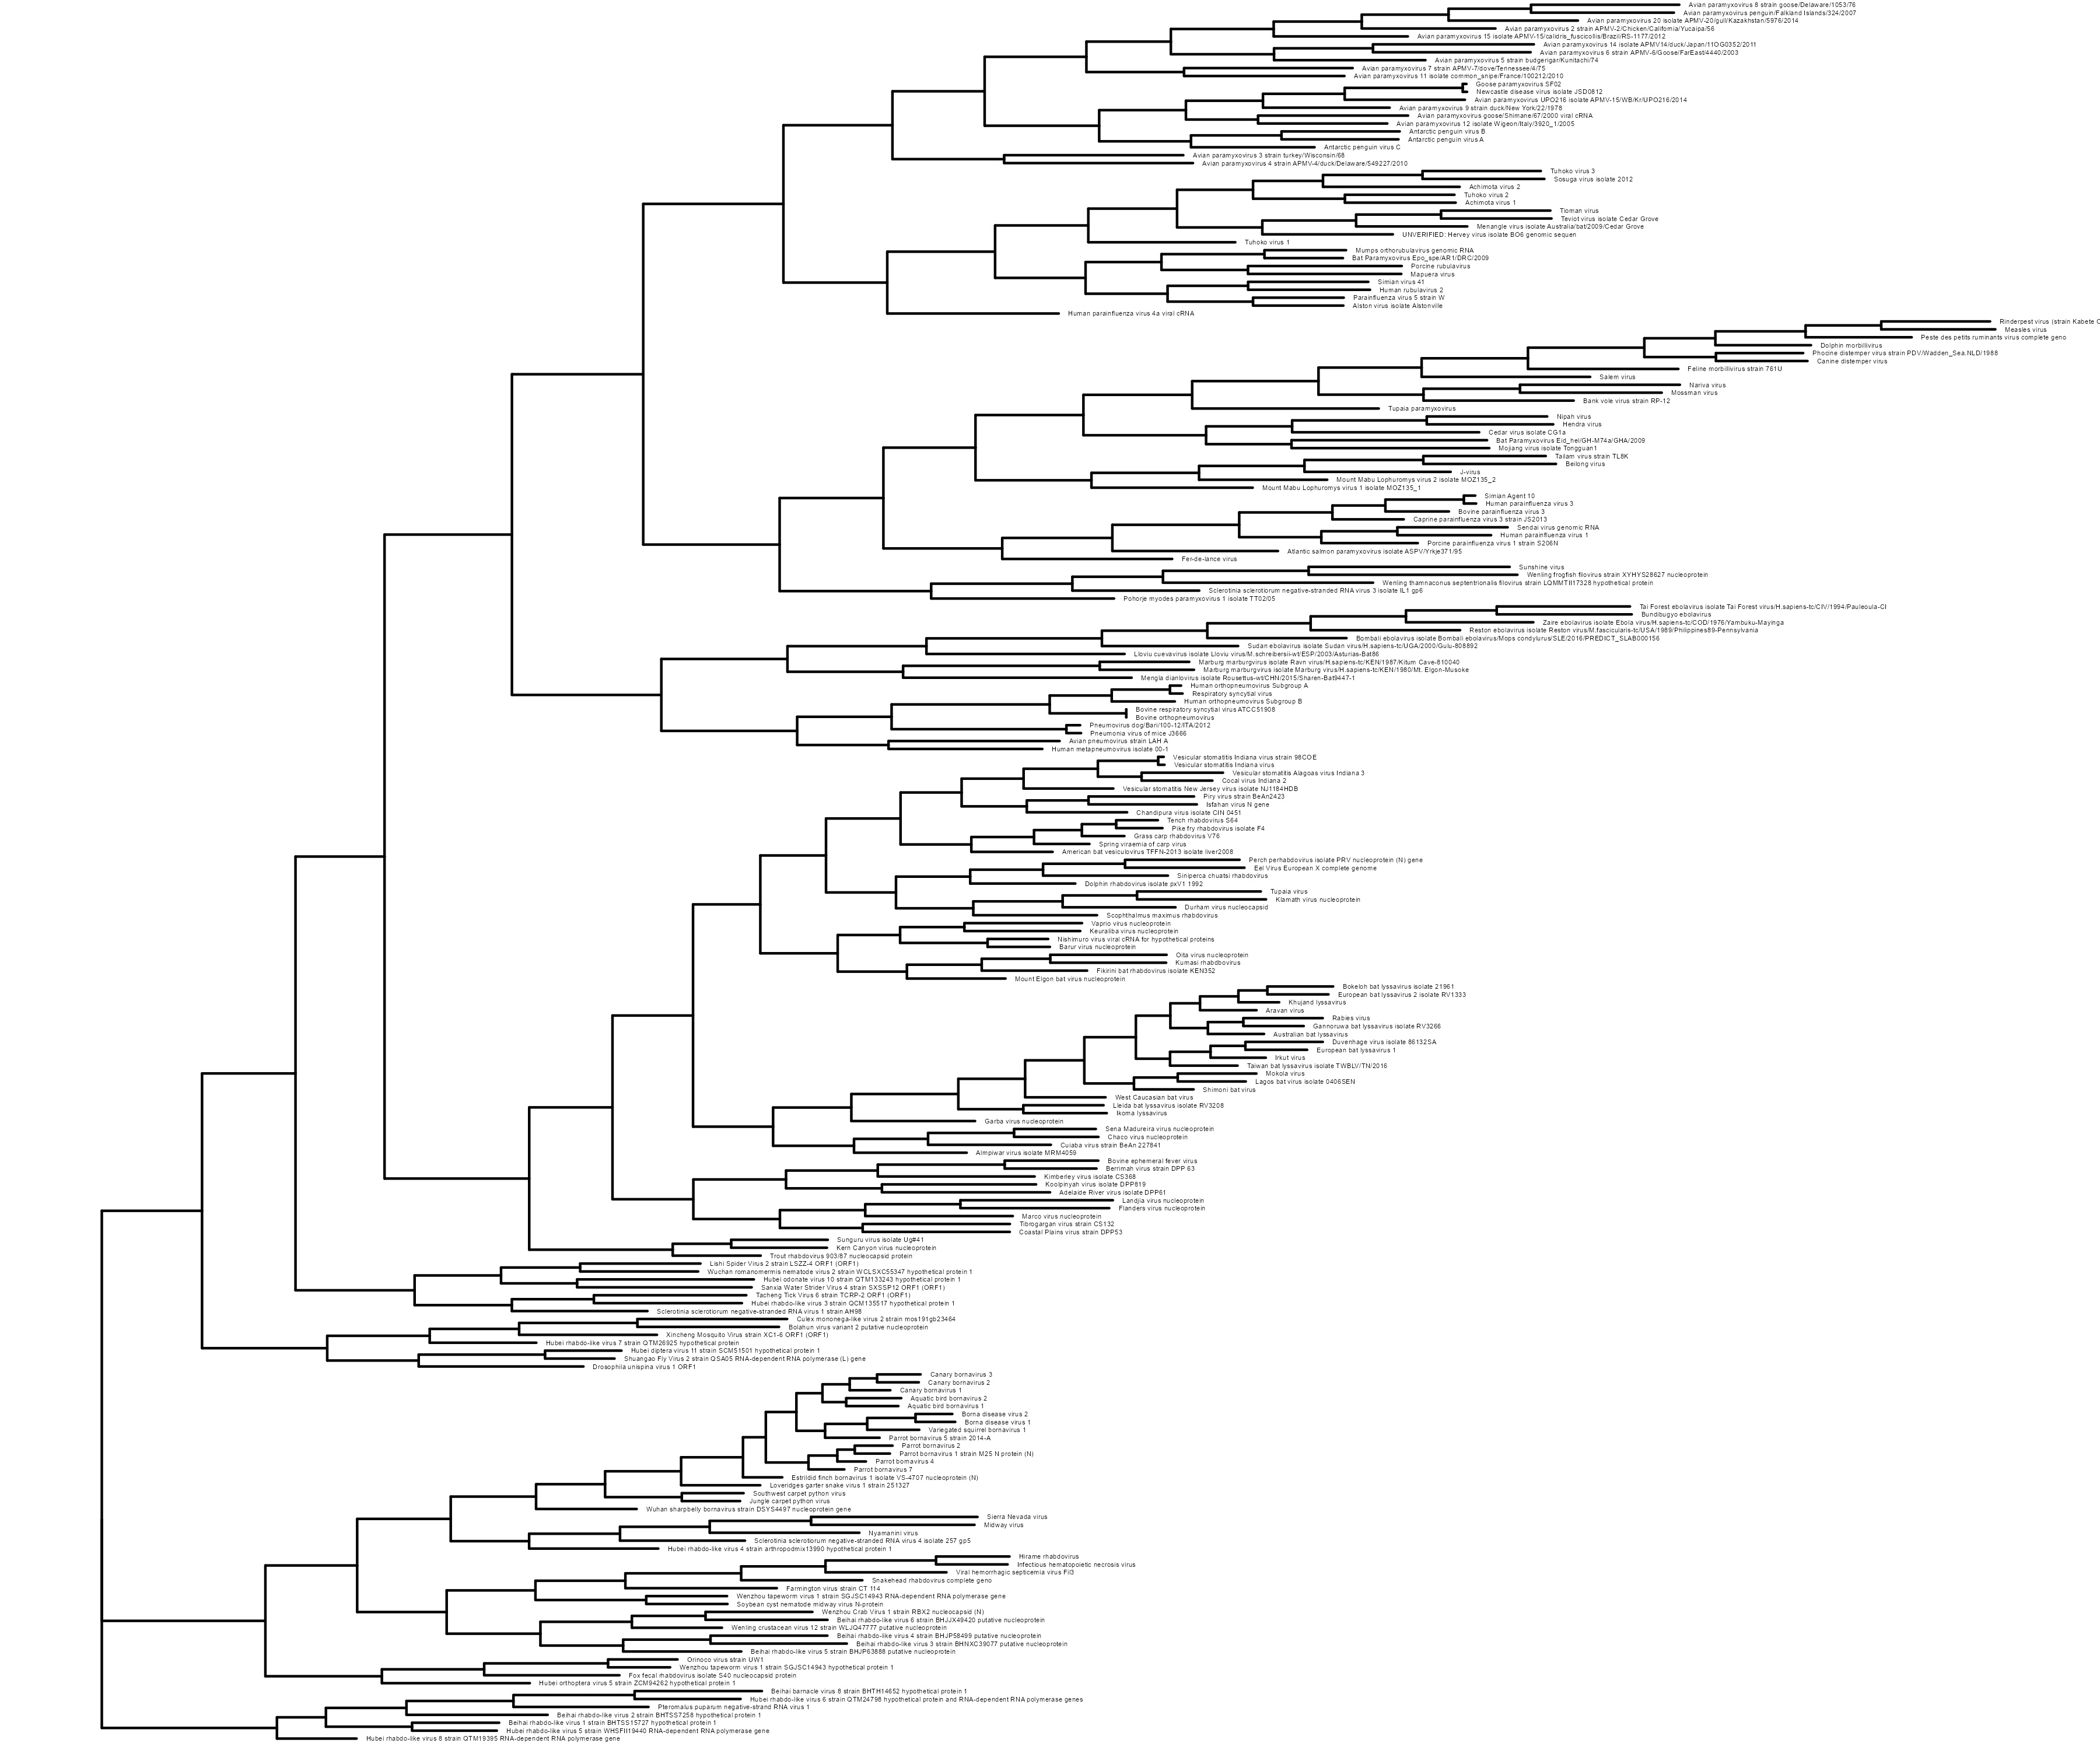 Avian paramyxovirus 8 strain goose/Delaware/1053/76
Avian paramyxovirus penguin/Falkland Islands/324/2007
Avian paramyxovirus 20 isolate APMV-20/gull/Kazakhstan/5976/2014
Avian paramyxovirus 2 strain APMV-2/Chicken/California/Yucaipa/56
Avian paramyxovirus 15 isolate APMV-15/calidris_fuscicollis/Brazil/RS-1177/2012
Avian paramyxovirus 14 isolate APMV14/duck/Japan/11OG0352/2011
Avian paramyxovirus 6 strain APMV-6/Goose/FarEast/4440/2003
Avian paramyxovirus 5 strain budgerigar/Kunitachi/74
Avian paramyxovirus 7 strain APMV-7/dove/Tennessee/4/75
Avian paramyxovirus 11 isolate common_snipe/France/100212/2010
Goose paramyxovirus SF02
Newcastle disease virus isolate JSD0812
Avian paramyxovirus UPO216 isolate APMV-15/WB/Kr/UPO216/2014
Avian paramyxovirus 9 strain duck/New York/22/1978
Avian paramyxovirus goose/Shimane/67/2000 viral cRNA
Avian paramyxovirus 12 isolate Wigeon/Italy/3920_1/2005
Antarctic penguin virus B
Antarctic penguin virus A
Antarctic penguin virus C
Avian paramyxovirus 3 strain turkey/Wisconsin/68
Avian paramyxovirus 4 strain APMV-4/duck/Delaware/549227/2010
Tuhoko virus 3
Sosuga virus isolate 2012
Achimota virus 2
Tuhoko virus 2
Achimota virus 1
Tioman virus
Teviot virus isolate Cedar Grove
Menangle virus isolate Australia/bat/2009/Cedar Grove
UNVERIFIED: Hervey virus isolate BO6 genomic sequen
Tuhoko virus 1
Mumps orthorubulavirus genomic RNA
Bat Paramyxovirus Epo_spe/AR1/DRC/2009
Porcine rubulavirus
Mapuera virus
Simian virus 41
Human rubulavirus 2
Parainfluenza virus 5 strain W
Alston virus isolate Alstonville
Human parainfluenza virus 4a viral cRNA
Rinderpest virus (strain Kabete O
Measles virus
Peste des petits ruminants virus complete geno
Dolphin morbillivirus
Phocine distemper virus strain PDV/Wadden_Sea.NLD/1988
Canine distemper virus
Feline morbillivirus strain 761U
Salem virus
Nariva virus
Mossman virus
Bank vole virus strain RP-12
Tupaia paramyxovirus
Nipah virus
Hendra virus
Cedar virus isolate CG1a
Bat Paramyxovirus Eid_hel/GH-M74a/GHA/2009
Mojiang virus isolate Tongguan1
Tailam virus strain TL8K
Beilong virus
J-virus
Mount Mabu Lophuromys virus 2 isolate MOZ135_2
Mount Mabu Lophuromys virus 1 isolate MOZ135_1
Simian Agent 10
Human parainfluenza virus 3
Bovine parainfluenza virus 3
Caprine parainfluenza virus 3 strain JS2013
Sendai virus genomic RNA
Human parainfluenza virus 1
Porcine parainfluenza virus 1 strain S206N
Atlantic salmon paramyxovirus isolate ASPV/Yrkje371/95
Fer-de-lance virus
Sunshine virus
Wenling frogfish filovirus strain XYHYS28627 nucleoprotein
Wenling thamnaconus septentrionalis filovirus strain LQMMTII17328 hypothetical protein
Sclerotinia sclerotiorum negative-stranded RNA virus 3 isolate IL1 gp6
Pohorje myodes paramyxovirus 1 isolate TT02/05
Tai Forest ebolavirus isolate Tai Forest virus/H.sapiens-tc/CIV/1994/Pauleoula-CI
Bundibugyo ebolavirus
Zaire ebolavirus isolate Ebola virus/H.sapiens-tc/COD/1976/Yambuku-Mayinga
Reston ebolavirus isolate Reston virus/M.fascicularis-tc/USA/1989/Philippines89-Pennsylvania
Bombali ebolavirus isolate Bombali ebolavirus/Mops condylurus/SLE/2016/PREDICT_SLAB000156
Sudan ebolavirus isolate Sudan virus/H.sapiens-tc/UGA/2000/Gulu-808892
Lloviu cuevavirus isolate Lloviu virus/M.schreibersii-wt/ESP/2003/Asturias-Bat86
Marburg marburgvirus isolate Ravn virus/H.sapiens-tc/KEN/1987/Kitum Cave-810040
Marburg marburgvirus isolate Marburg virus/H.sapiens-tc/KEN/1980/Mt. Elgon-Musoke
Mengla dianlovirus isolate Rousettus-wt/CHN/2015/Sharen-Bat9447-1
Human orthopneumovirus Subgroup A
Respiratory syncytial virus
Human orthopneumovirus Subgroup B
Bovine respiratory syncytial virus ATCC51908
Bovine orthopneumovirus
Pneumovirus dog/Bari/100-12/ITA/2012
Pneumonia virus of mice J3666
Avian pneumovirus strain LAH A
Human metapneumovirus isolate 00-1
Vesicular stomatitis Indiana virus strain 98COE
Vesicular stomatitis Indiana virus
Vesicular stomatitis Alagoas virus Indiana 3
Cocal virus Indiana 2
Vesicular stomatitis New Jersey virus isolate NJ1184HDB
Piry virus strain BeAn2423
Isfahan virus N gene
Chandipura virus isolate CIN 0451
Tench rhabdovirus S64
Pike fry rhabdovirus isolate F4
Grass carp rhabdovirus V76
Spring viraemia of carp virus
American bat vesiculovirus TFFN-2013 isolate liver2008
Perch perhabdovirus isolate PRV nucleoprotein (N) gene
Eel Virus European X complete genome
Siniperca chuatsi rhabdovirus
Dolphin rhabdovirus isolate pxV1 1992
Tupaia virus
Klamath virus nucleoprotein
Durham virus nucleocapsid
Scophthalmus maximus rhabdovirus
Vaprio virus nucleoprotein
Keuraliba virus nucleoprotein
Nishimuro virus viral cRNA for hypothetical proteins
Barur virus nucleoprotein
Oita virus nucleoprotein
Kumasi rhabdbovirus
Fikirini bat rhabdovirus isolate KEN352
Mount Elgon bat virus nucleoprotein
Bokeloh bat lyssavirus isolate 21961
European bat lyssavirus 2 isolate RV1333
Khujand lyssavirus
Aravan virus
Rabies virus
Gannoruwa bat lyssavirus isolate RV3266
Australian bat lyssavirus
Duvenhage virus isolate 86132SA
European bat lyssavirus 1
Irkut virus
Taiwan bat lyssavirus isolate TWBLV/TN/2016
Mokola virus
Lagos bat virus isolate 0406SEN
Shimoni bat virus
West Caucasian bat virus
Lleida bat lyssavirus isolate RV3208
Ikoma lyssavirus
Garba virus nucleoprotein
Sena Madureira virus nucleoprotein
Chaco virus nucleoprotein
Cuiaba virus strain BeAn 227841
Almpiwar virus isolate MRM4059
Bovine ephemeral fever virus
Berrimah virus strain DPP 63
Kimberley virus isolate CS368
Koolpinyah virus isolate DPP819
Adelaide River virus isolate DPP61
Landjia virus nucleoprotein
Flanders virus nucleoprotein
Marco virus nucleoprotein
Tibrogargan virus strain CS132
Coastal Plains virus strain DPP53
Sunguru virus isolate Ug#41
Kern Canyon virus nucleoprotein
Trout rhabdovirus 903/87 nucleocapsid protein
Lishi Spider Virus 2 strain LSZZ-4 ORF1 (ORF1)
Wuchan romanomermis nematode virus 2 strain WCLSXC55347 hypothetical protein 1
Hubei odonate virus 10 strain QTM133243 hypothetical protein 1
Sanxia Water Strider Virus 4 strain SXSSP12 ORF1 (ORF1)
Tacheng Tick Virus 6 strain TCRP-2 ORF1 (ORF1)
Hubei rhabdo-like virus 3 strain QCM135517 hypothetical protein 1
Sclerotinia sclerotiorum negative-stranded RNA virus 1 strain AH98
Culex mononega-like virus 2 strain mos191gb23464
Bolahun virus variant 2 putative nucleoprotein
Xincheng Mosquito Virus strain XC1-6 ORF1 (ORF1)
Hubei rhabdo-like virus 7 strain QTM26925 hypothetical protein
Hubei diptera virus 11 strain SCM51501 hypothetical protein 1
Shuangao Fly Virus 2 strain QSA05 RNA-dependent RNA polymerase (L) gene
Drosophila unispina virus 1 ORF1
Canary bornavirus 3
Canary bornavirus 2
Canary bornavirus 1
Aquatic bird bornavirus 2
Aquatic bird bornavirus 1
Borna disease virus 2
Borna disease virus 1
Variegated squirrel bornavirus 1
Parrot bornavirus 5 strain 2014-A
Parrot bornavirus 2
Parrot bornavirus 1 strain M25 N protein (N)
Parrot bornavirus 4
Parrot bornavirus 7
Estrildid finch bornavirus 1 isolate VS-4707 nucleoprotein (N)
Loveridges garter snake virus 1 strain 251327
Southwest carpet python virus
Jungle carpet python virus
Wuhan sharpbelly bornavirus strain DSYS4497 nucleoprotein gene
Sierra Nevada virus
Midway virus
Nyamanini virus
Sclerotinia sclerotiorum negative-stranded RNA virus 4 isolate 257 gp5
Hubei rhabdo-like virus 4 strain arthropodmix13990 hypothetical protein 1
Hirame rhabdovirus
Infectious hematopoietic necrosis virus
Viral hemorrhagic septicemia virus Fil3
Snakehead rhabdovirus complete geno
Farmington virus strain CT 114
Wenzhou tapeworm virus 1 strain SGJSC14943 RNA-dependent RNA polymerase gene
Soybean cyst nematode midway virus N-protein
Wenzhou Crab Virus 1 strain RBX2 nucleocapsid (N)
Beihai rhabdo-like virus 6 strain BHJJX49420 putative nucleoprotein
Wenling crustacean virus 12 strain WLJQ47777 putative nucleoprotein
Beihai rhabdo-like virus 4 strain BHJP58499 putative nucleoprotein
Beihai rhabdo-like virus 3 strain BHNXC39077 putative nucleoprotein
Beihai rhabdo-like virus 5 strain BHJP63888 putative nucleoprotein
Orinoco virus strain UW1
Wenzhou tapeworm virus 1 strain SGJSC14943 hypothetical protein 1
Fox fecal rhabdovirus isolate S40 nucleocapsid protein
Hubei orthoptera virus 5 strain ZCM94262 hypothetical protein 1
Beihai barnacle virus 8 strain BHTH14652 hypothetical protein 1
Hubei rhabdo-like virus 6 strain QTM24798 hypothetical protein and RNA-dependent RNA polymerase genes
Pteromalus puparum negative-strand RNA virus 1
Beihai rhabdo-like virus 2 strain BHTSS7258 hypothetical protein 1
Beihai rhabdo-like virus 1 strain BHTSS15727 hypothetical protein 1
Hubei rhabdo-like virus 5 strain WHSFII19440 RNA-dependent RNA polymerase gene
Hubei rhabdo-like virus 8 strain QTM19395 RNA-dependent RNA polymerase gene